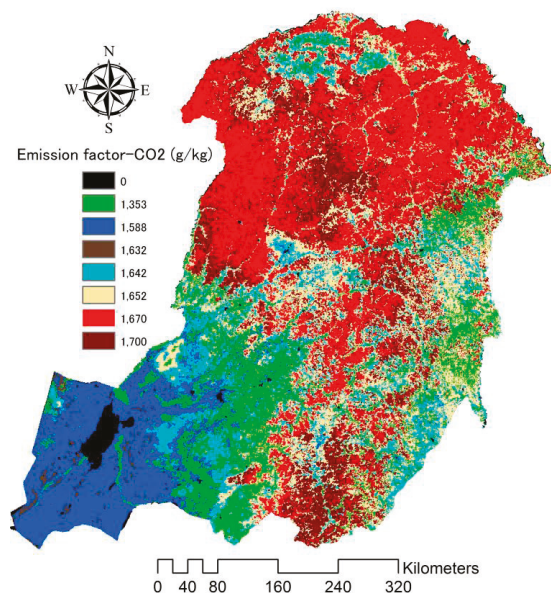 N
W E
S
Emission factor-CO2 (g/kg)
0
1,353
1,588
1,632
1,642
1,652
1,670
1,700
Kilometers
0 40 80 160 240 320